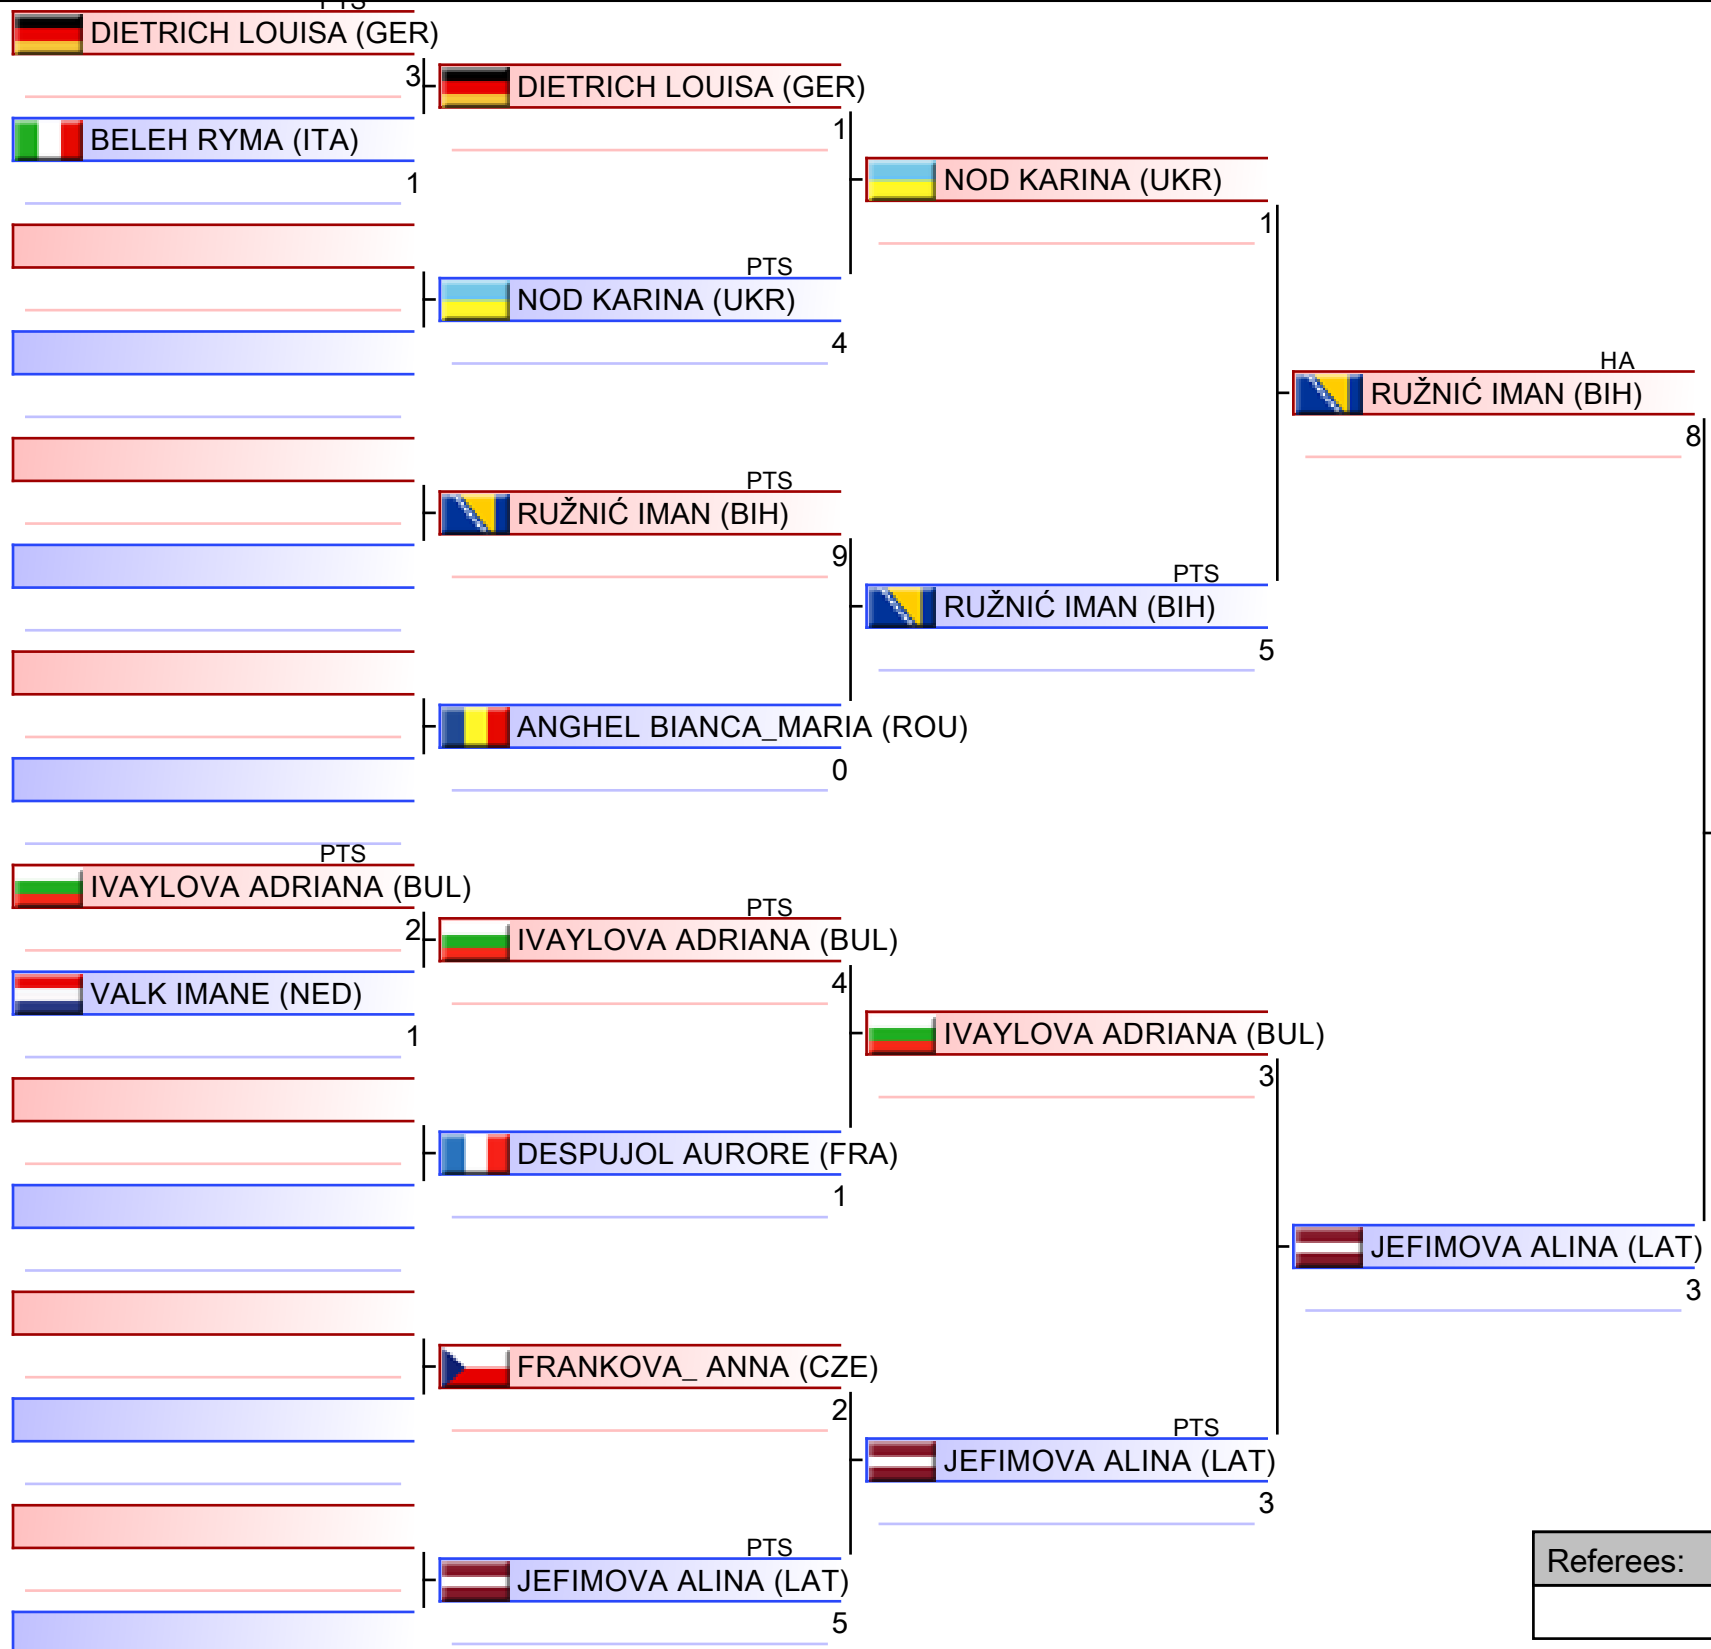 PTS
DIETRICH LOUISA (GER)
3
BELEH RYMA (ITA)
1
PTS
IVAYLOVA ADRIANA (BUL)
2
VALK IMANE (NED)
1
DIETRICH LOUISA (GER)
1
PTS
NOD KARINA (UKR)
4
PTS
RUŽNIĆ IMAN (BIH)
9
ANGHEL BIANCA_MARIA (ROU)
0
PTS
IVAYLOVA ADRIANA (BUL)
4
DESPUJOL AURORE (FRA)
1
FRANKOVA_ ANNA (CZE)
2
PTS
JEFIMOVA ALINA (LAT)
5
NOD KARINA (UKR)
1
PTS
RUŽNIĆ IMAN (BIH)
5
IVAYLOVA ADRIANA (BUL)
3
PTS
JEFIMOVA ALINA (LAT)
3
HA
RUŽNIĆ IMAN (BIH)
8
JEFIMOVA ALINA (LAT)
3
Referees: